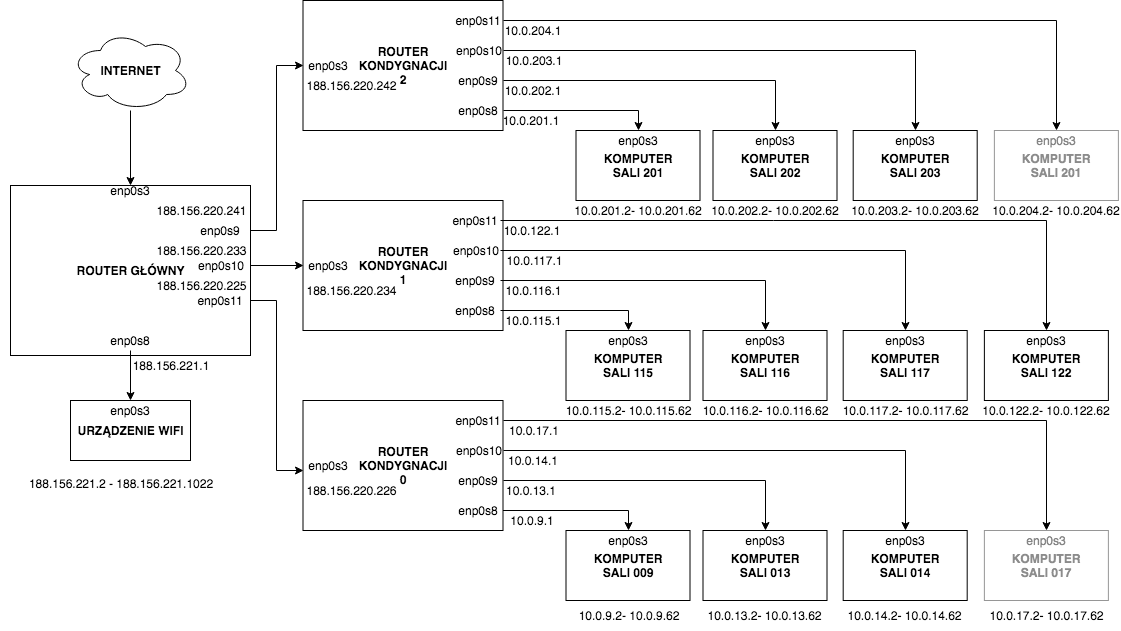 INTERNET
enp0s3
188.156.220.241
enp0s9
188.156.220.233
ROUTER GŁÓWNY
enp0s10
188.156.220.225
enp0s11
enp0s8
188.156.221.1
enp0s3
URZĄDZENIE WIFI
188.156.221.2 - 188.156.221.1022
enp0s3
188.156.220.242
ROUTER
KONDYGNACJI
2
enp0s11
10.0.204.1
enp0s10
10.0.203.1
enp0s9
10.0.202.1
enp0s8
10.0.201.1
enp0s3
KOMPUTER
SALI 201
10.0.201.2- 10.0.201.62
enp0s3
KOMPUTER
SALI 202
10.0.202.2- 10.0.202.62
enp0s3
KOMPUTER
SALI 203
10.0.203.2- 10.0.203.62
enp0s3
KOMPUTER
SALI 201
10.0.204.2- 10.0.204.62
enp0s3
188.156.220.234
ROUTER
KONDYGNACJI
1
enp0s11
10.0.122.1
enp0s10
10.0.117.1
enp0s9
10.0.116.1
enp0s8
10.0.115.1
enp0s3
KOMPUTER
SALI 115
10.0.115.2- 10.0.115.62
enp0s3
KOMPUTER
SALI 116
10.0.116.2- 10.0.116.62
enp0s3
KOMPUTER
SALI 117
10.0.117.2- 10.0.117.62
enp0s3
KOMPUTER
SALI 122
10.0.122.2- 10.0.122.62
enp0s3
188.156.220.226
ROUTER
KONDYGNACJI
0
enp0s11
10.0.17.1
enp0s10
10.0.14.1
enp0s9
10.0.13.1
enp0s8
10.0.9.1
enp0s3
KOMPUTER
SALI 009
10.0.9.2- 10.0.9.62
enp0s3
KOMPUTER
SALI 013
10.0.13.2- 10.0.13.62
enp0s3
KOMPUTER
SALI 014
10.0.14.2- 10.0.14.62
enp0s3
KOMPUTER
SALI 017
10.0.17.2- 10.0.17.62